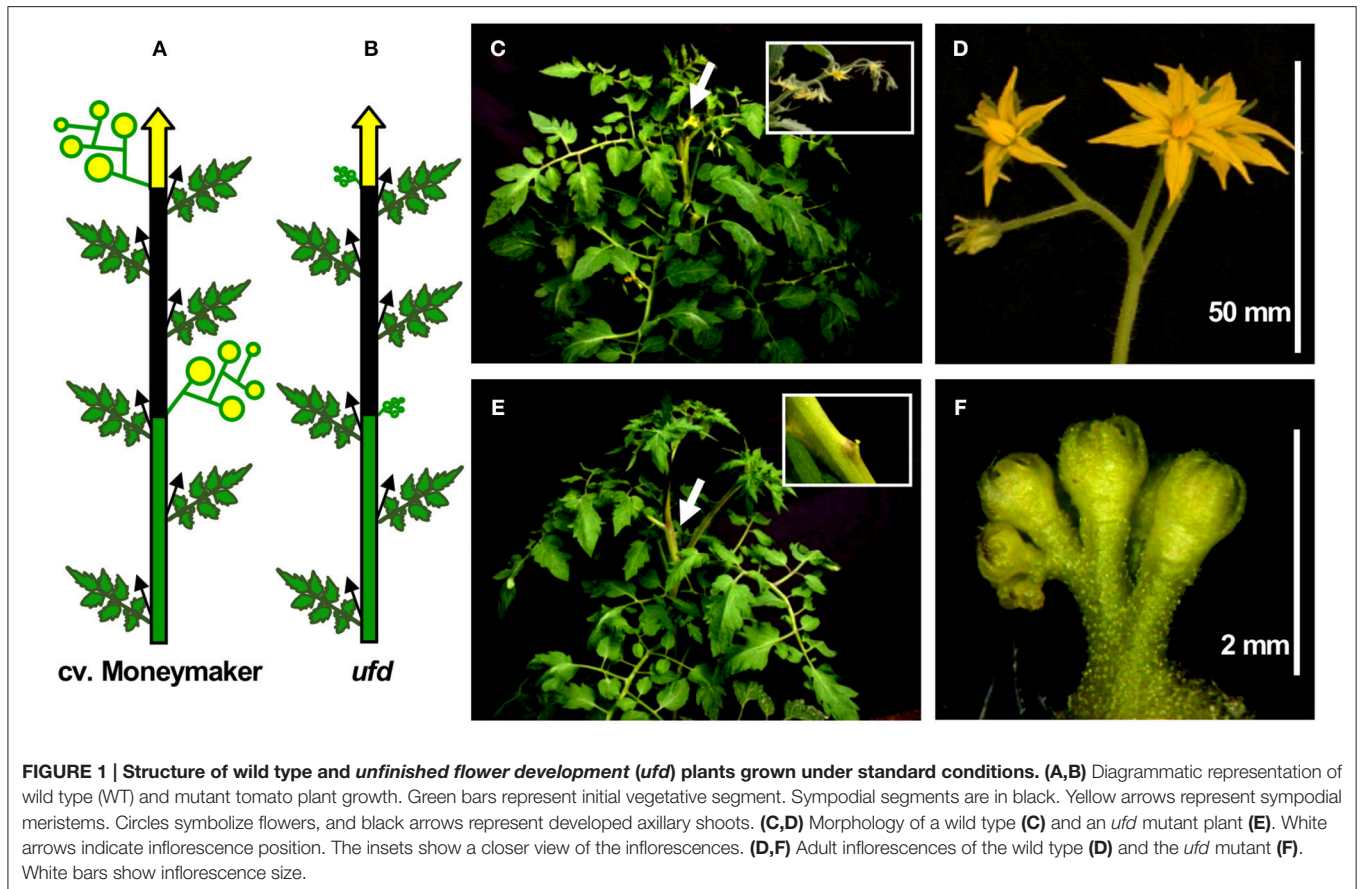 A
B
C
D
cv. Moneymaker
ufd
50 mm
E
F
2 mm
FIGURE 1 | Structure of wild type and unfinished flower development (ufd) plants grown under standard conditions. (A,B) Diagrammatic representation of
wild type (WT) and mutant tomato plant growth. Green bars represent initial vegetative segment. Sympodial segments are in black. Yellow arrows represent sympodial
meristems. Circles symbolize flowers, and black arrows represent developed axillary shoots. (C,D) Morphology of a wild type (C) and an ufd mutant plant (E). White
arrows indicate inflorescence position. The insets show a closer view of the inflorescences. (D,F) Adult inflorescences of the wild type (D) and the ufd mutant (F).
White bars show inflorescence size.